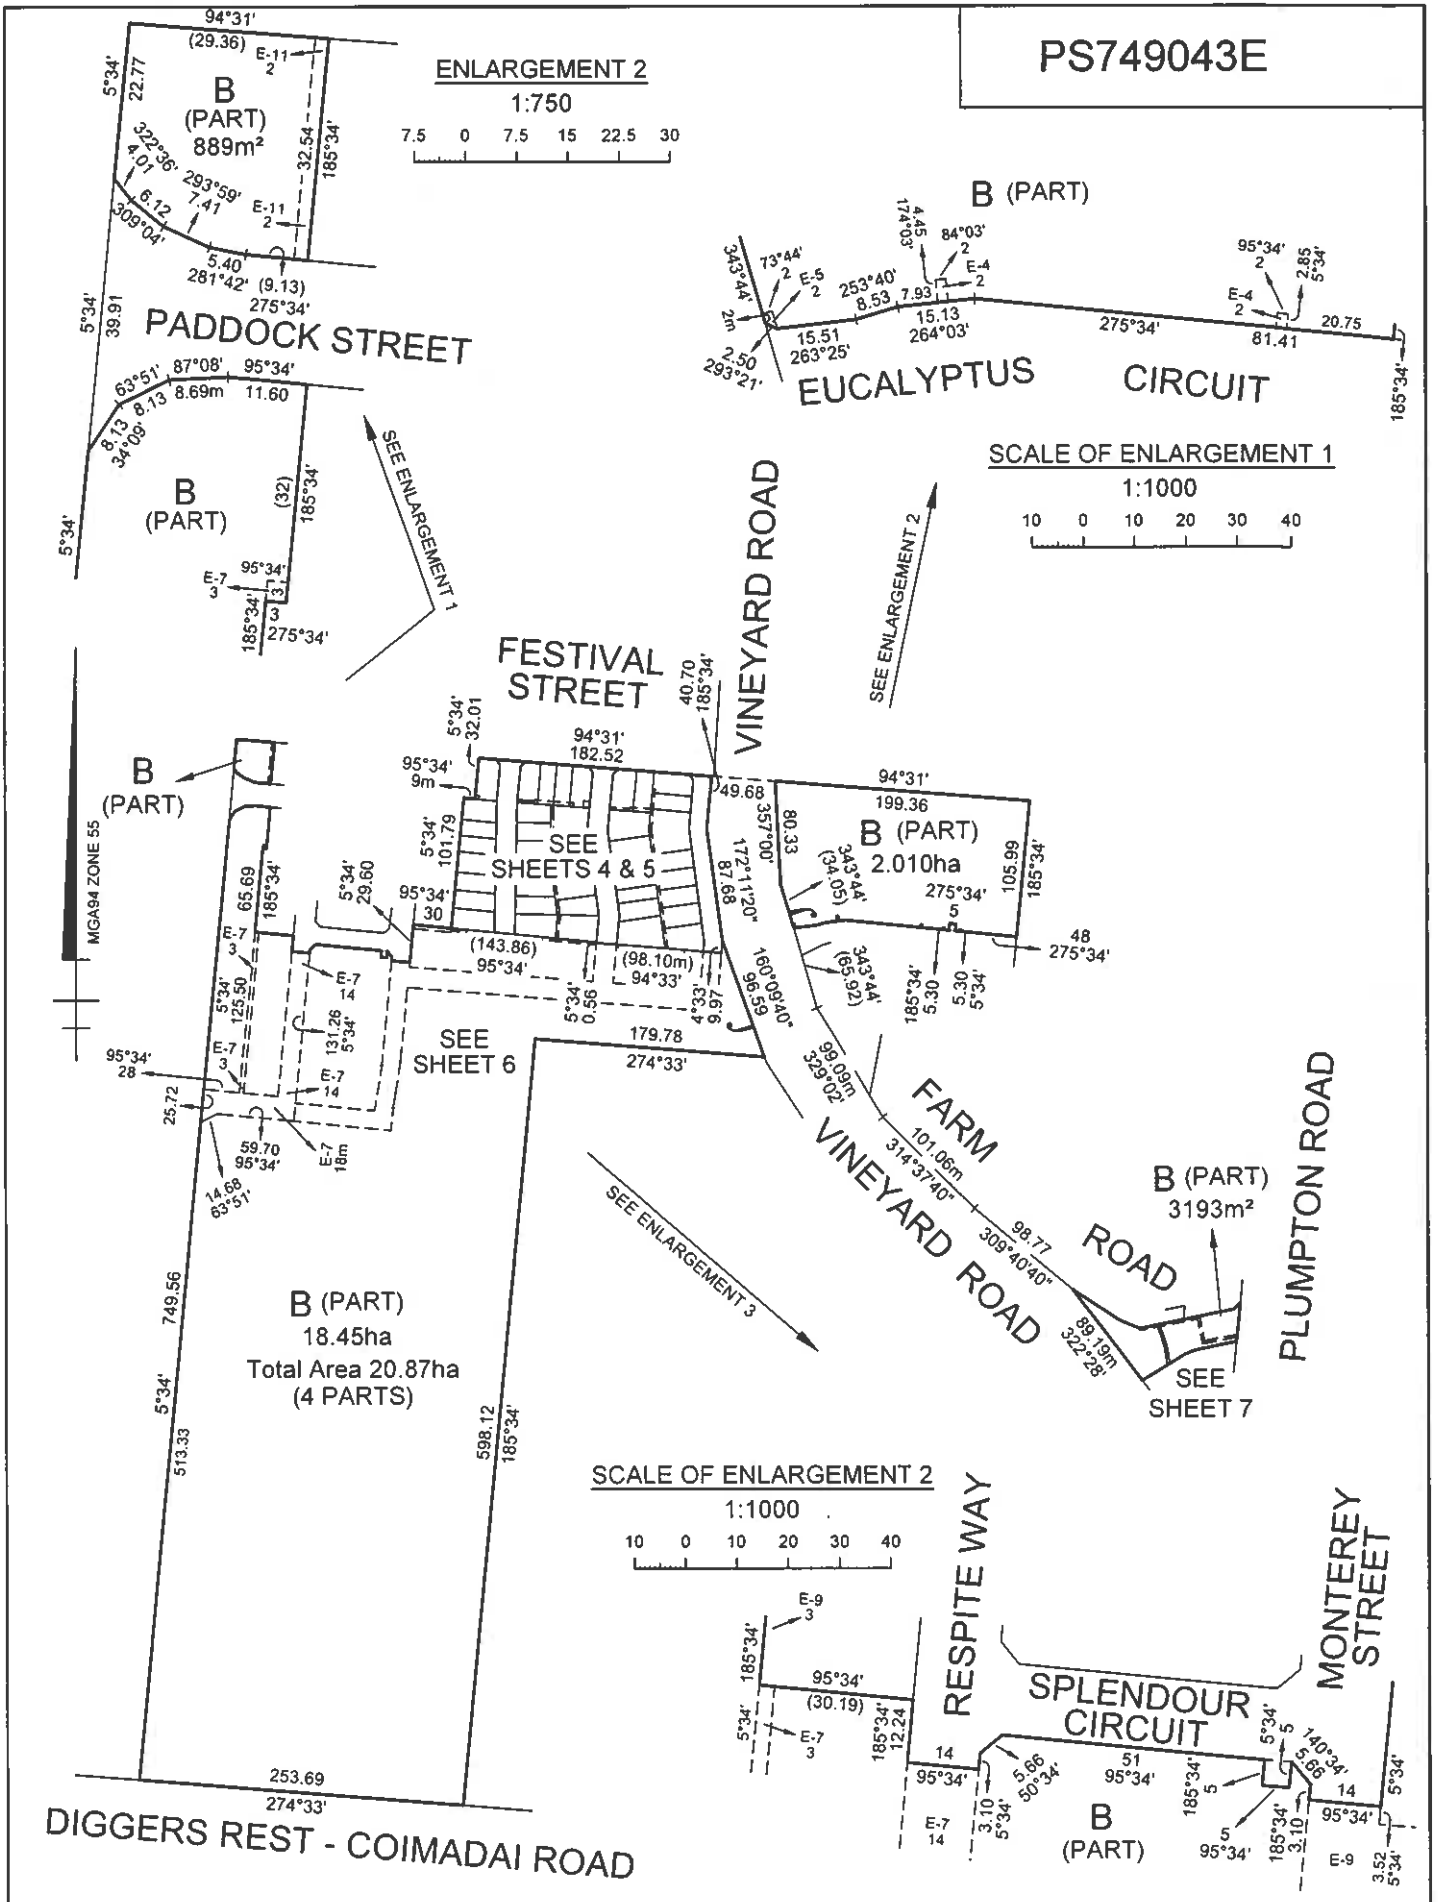 PS749043E
94°31'
(29.36)
E-11
2
5°34'
22.77
B
(PART)
889m²
32.54
185°34'
322°36'
4.01
293°59'
7.41
6.12
309°04'
E-11
2
5.40
281°42'
(9.13)
275°34'
ENLARGEMENT 2
1:750
7.5 0 7.5 15 22.5 30
5°34'
39.91
PADDOCK STREET
63°51'
8.13
87°08'
8.69m
95°34'
11.60
8.13
34°09'
B
(PART)
(32)
185°34'
5°34'
E-7
3
95°34'
3
185°34'
3
275°34'
SEE ENLARGEMENT 1
B (PART)
343°44'
73°44'
2
E-5
2
2m
2.50
293°21'
15.51
263°25'
253°40'
8.53
7.93
4.45
174°03'
84°03'
2
E-4
2
15.13
264°03'
275°34'
81.41
E-4
2
95°34'
2
2.85
5°34'
20.75
185°34'
EUCALYPTUS CIRCUIT
SCALE OF ENLARGEMENT 1
1:1000
10 0 10 20 30 40
VINEYARD ROAD
SEE ENLARGEMENT 2
FESTIVAL
STREET
MGA94 ZONE 55
B
(PART)
5°34'
32.01
94°31'
182.52
40.70
185°34'
95°34'
9m
5°34'
101.79
SEE
SHEETS 4 & 5
49.68
94°31'
199.36
357°00'
80.33
B (PART)
2.010ha
105.99
185°34'
172°11'20"
87.68
343°44'
(34.05)
275°34'
5
48
275°34'
65.69
185°34'
5°34'
29.60
95°34'
30
(143.86)
95°34'
(98.10m)
94°33'
5°34'
0.56
4°33'
9.97
160°09'40"
96.59
343°44'
(65.92)
185°34'
5.30
5.30
5°34'
E-7
3
5°34'
125.50
E-7
14
131.26
5°34'
E-7
3
E-7
14
95°34'
28
25.72
59.70
95°34'
E-7
18m
14.68
63°51'
SEE
SHEET 6
179.78
274°33'
99.09m
329°02'
FARM
ROAD
101.06m
314°37'40"
VINEYARD ROAD
98.77
309°40'40"
PLUMPTON ROAD
B (PART)
3193m²
89.19m
322°28'
SEE
SHEET 7
SEE ENLARGEMENT 3
749.56
5°34'
513.33
B (PART)
18.45ha
Total Area 20.87ha
(4 PARTS)
598.12
185°34'
253.69
274°33'
DIGGERS REST - COIMADAI ROAD
SCALE OF ENLARGEMENT 2
1:1000
10 0 10 20 30 40
RESPITE WAY
MONTEREY
STREET
SPLENDOUR
CIRCUIT
E-9
3
185°34'
95°34'
(30.19)
5°34'
E-7
3
185°34'
12.24
14
95°34'
E-7
14
3.10
5°34'
5.66
50°34'
51
95°34'
B
(PART)
185°34'
5
5°34'
5
140°34'
5.66
5
95°34'
185°34'
3.10
14
95°34'
5°34'
E-9
3.52
5°34'